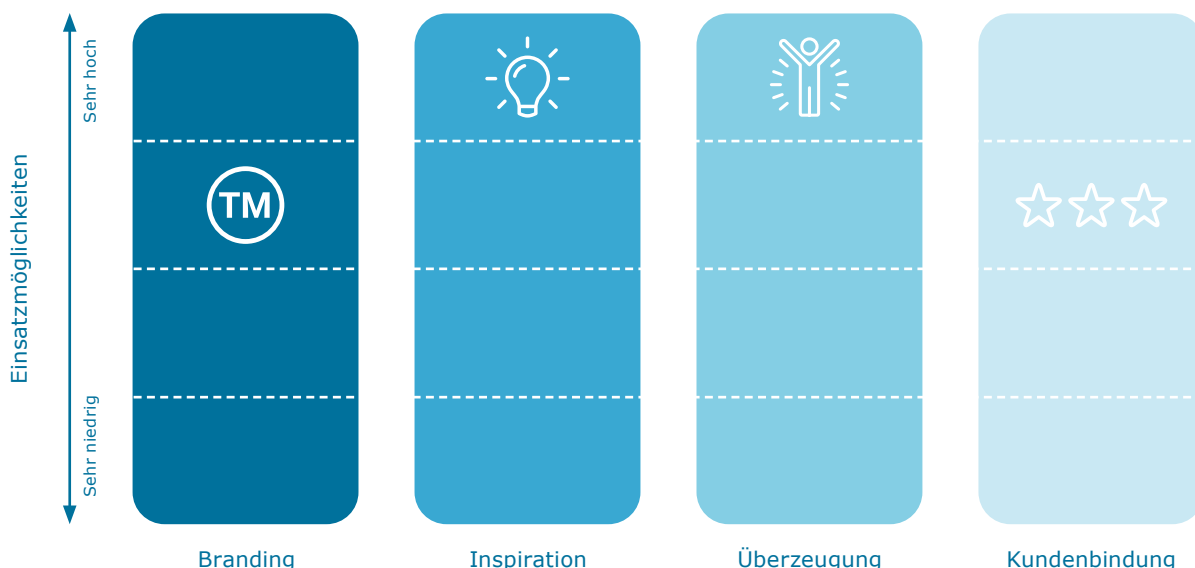 Einsatzmöglichkeiten
Sehr hoch
Sehr niedrig
TM
Branding
Inspiration
Überzeugung
Kundenbindung